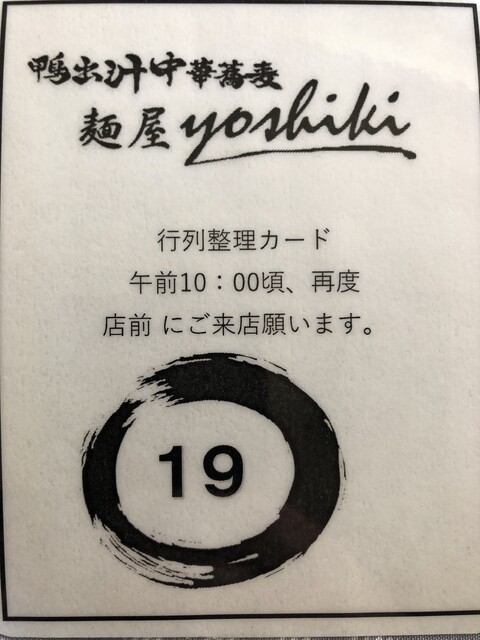 鴨出汁中華蕎麦
麺屋 yoshiki
行列整理カード
午前10：00頃、再度
店前 にご来店願います。
19